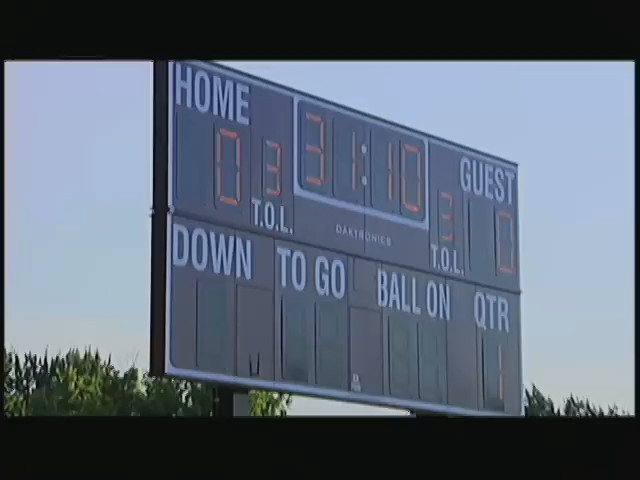 HOME 31:10 GUEST
0 3 3 0
T.O.L. DAKTRONICS T.O.L.
DOWN TO GO BALL ON QTR
1